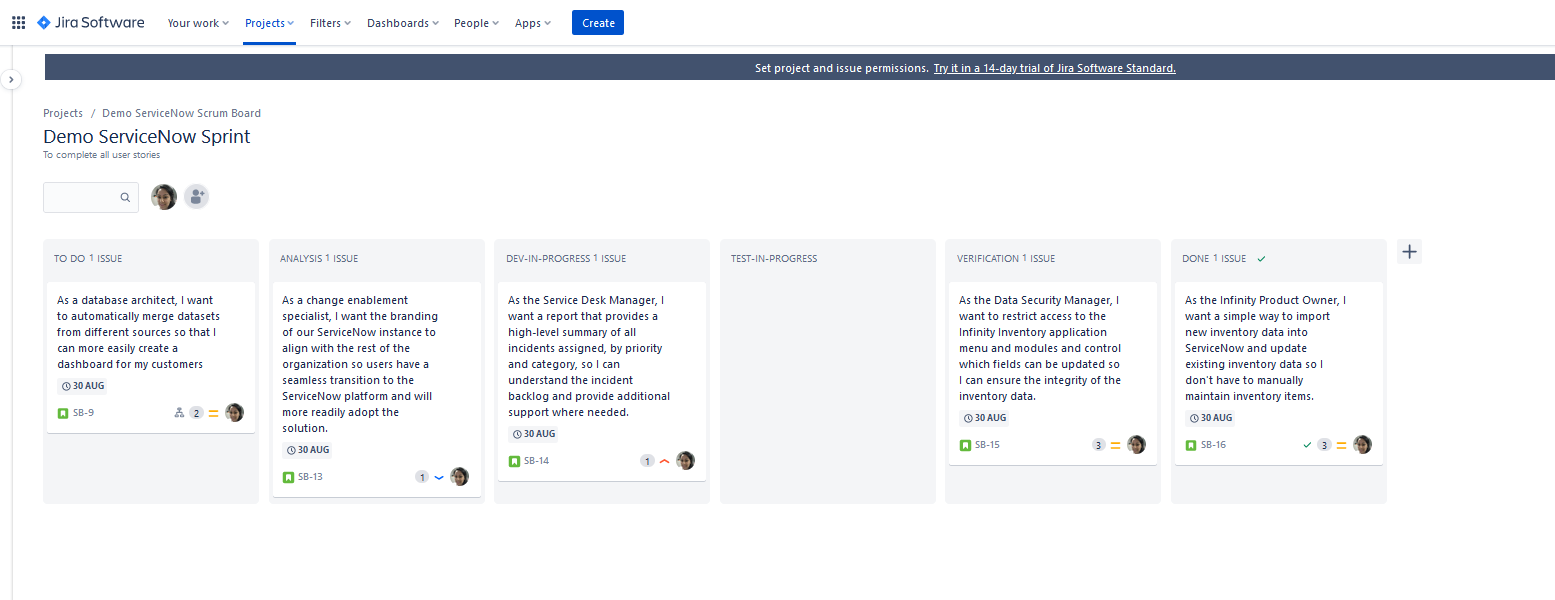 Jira Software Your work Projects Filters Dashboards People Apps Create
Set project and issue permissions. Try it in a 14-day trial of Jira Software Standard.
Projects / Demo ServiceNow Scrum Board
Demo ServiceNow Sprint
To complete all user stories
TO DO 1 ISSUE
As a database architect, I want
to automatically merge datasets
from different sources so that I
can more easily create a
dashboard for my customers
30 AUG
SB-9 2
ANALYSIS 1 ISSUE
As a change enablement
specialist, I want the branding
of our ServiceNow instance to
align with the rest of the
organization so users have a
seamless transition to the
ServiceNow platform and will
more readily adopt the
solution.
30 AUG
SB-13 1
DEV-IN-PROGRESS 1 ISSUE
As the Service Desk Manager, I
want a report that provides a
high-level summary of all
incidents assigned, by priority
and category, so I can
understand the incident
backlog and provide additional
support where needed.
30 AUG
SB-14 1
TEST-IN-PROGRESS
VERIFICATION 1 ISSUE
As the Data Security Manager, I
want to restrict access to the
Infinity Inventory application
menu and modules and control
which fields can be updated so
I can ensure the integrity of the
inventory data.
30 AUG
SB-15 3
DONE 1 ISSUE
As the Infinity Product Owner, I
want a simple way to import
new inventory data into
ServiceNow and update
existing inventory data so I
don't have to manually
maintain inventory items.
30 AUG
SB-16 3